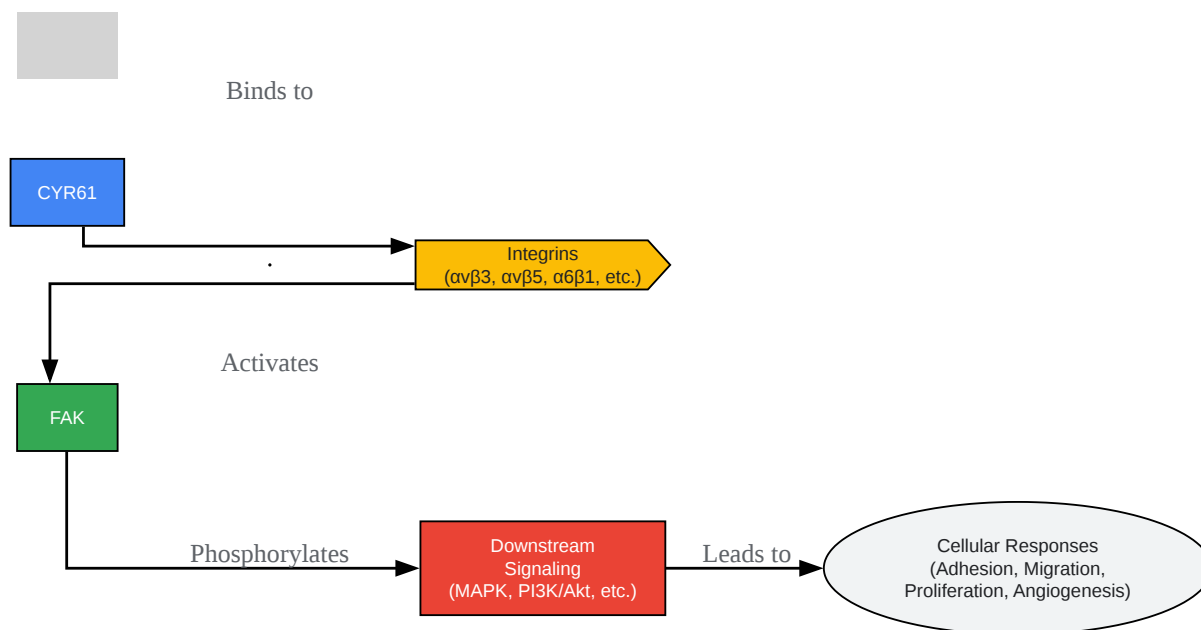 Binds to
CYR61
Integrins
(αvβ3, αvβ5, α6β1, etc.)
Activates
FAK
Phosphorylates
Downstream
Signaling
(MAPK, PI3K/Akt, etc.)
Leads to
Cellular Responses
(Adhesion, Migration,
Proliferation, Angiogenesis)